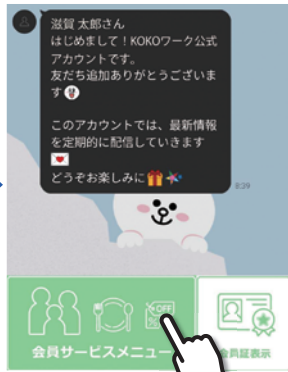 滋賀 太郎さん
はじめまして！KOKOワーク公式
アカウントです。
友だち追加ありがとうございま
す
このアカウントでは、最新情報
を定期的に配信していきます
どうぞお楽しみに
8:29
OFF
会員サービスメニュー
会員証表示